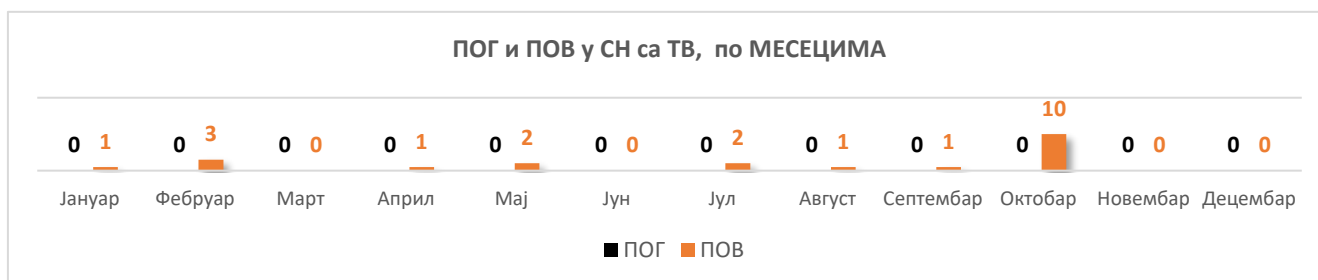 ПОГ и ПОВ у СН са ТВ, по МЕСЕЦИМА
0 1 0 3 0 0 0 1 0 2 0 0 0 2 0 1 0 1 0 10 0 0 0 0
Јануар Фебруар Март Април Мај Јун Јул Август Септембар Октобар Новембар Децембар
ПОГ ПОВ